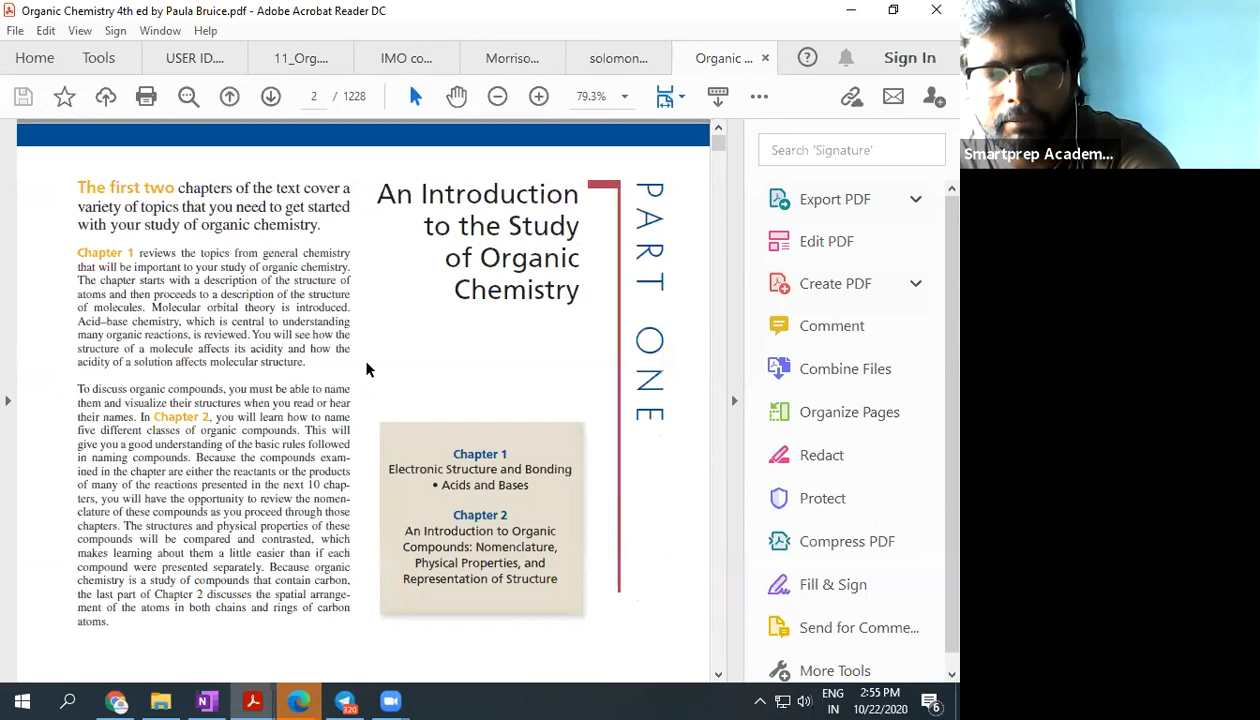 Organic Chemistry 4th ed by Paula Bruice.pdf - Adobe Acrobat Reader DC
File Edit View Sign Window Help
Home Tools USER ID.... 11_Org.... IMO co... Morriso... solomon... Organic ... Sign In
2 / 1228 79.3%
The first two chapters of the text cover a
variety of topics that you need to get started
with your study of organic chemistry.
Chapter 1 reviews the topics from general chemistry
that will be important to your study of organic chemistry.
The chapter starts with a description of the structure of
atoms and then proceeds to a description of the structure
of molecules. Molecular orbital theory is introduced.
Acid–base chemistry, which is central to understanding
many organic reactions, is reviewed. You will see how the
structure of a molecule affects its acidity and how the
acidity of a solution affects molecular structure.
To discuss organic compounds, you must be able to name
them and visualize their structures when you read or hear
their names. In Chapter 2, you will learn how to name
five different classes of organic compounds. This will
give you a good understanding of the basic rules followed
in naming compounds. Because the compounds exam-
ined in the chapter are either the reactants or the products
of many of the reactions presented in the next 10 chap-
ters, you will have the opportunity to review the nomen-
clature of these compounds as you proceed through those
chapters. The structures and physical properties of these
compounds will be compared and contrasted, which
makes learning about them a little easier than if each
compound were presented separately. Because organic
chemistry is a study of compounds that contain carbon,
the last part of Chapter 2 discusses the spatial arrange-
ment of the atoms in both chains and rings of carbon
atoms.
An Introduction
to the Study
of Organic
Chemistry
PART ONE
Chapter 1
Electronic Structure and Bonding
• Acids and Bases
Chapter 2
An Introduction to Organic
Compounds: Nomenclature,
Physical Properties, and
Representation of Structure
Search 'Signature'
Export PDF
Edit PDF
Create PDF
Comment
Combine Files
Organize Pages
Redact
Protect
Compress PDF
Fill & Sign
Send for Comme...
More Tools
Smartprep Academ...
320
ENG
IN
2:55 PM
10/22/2020
6